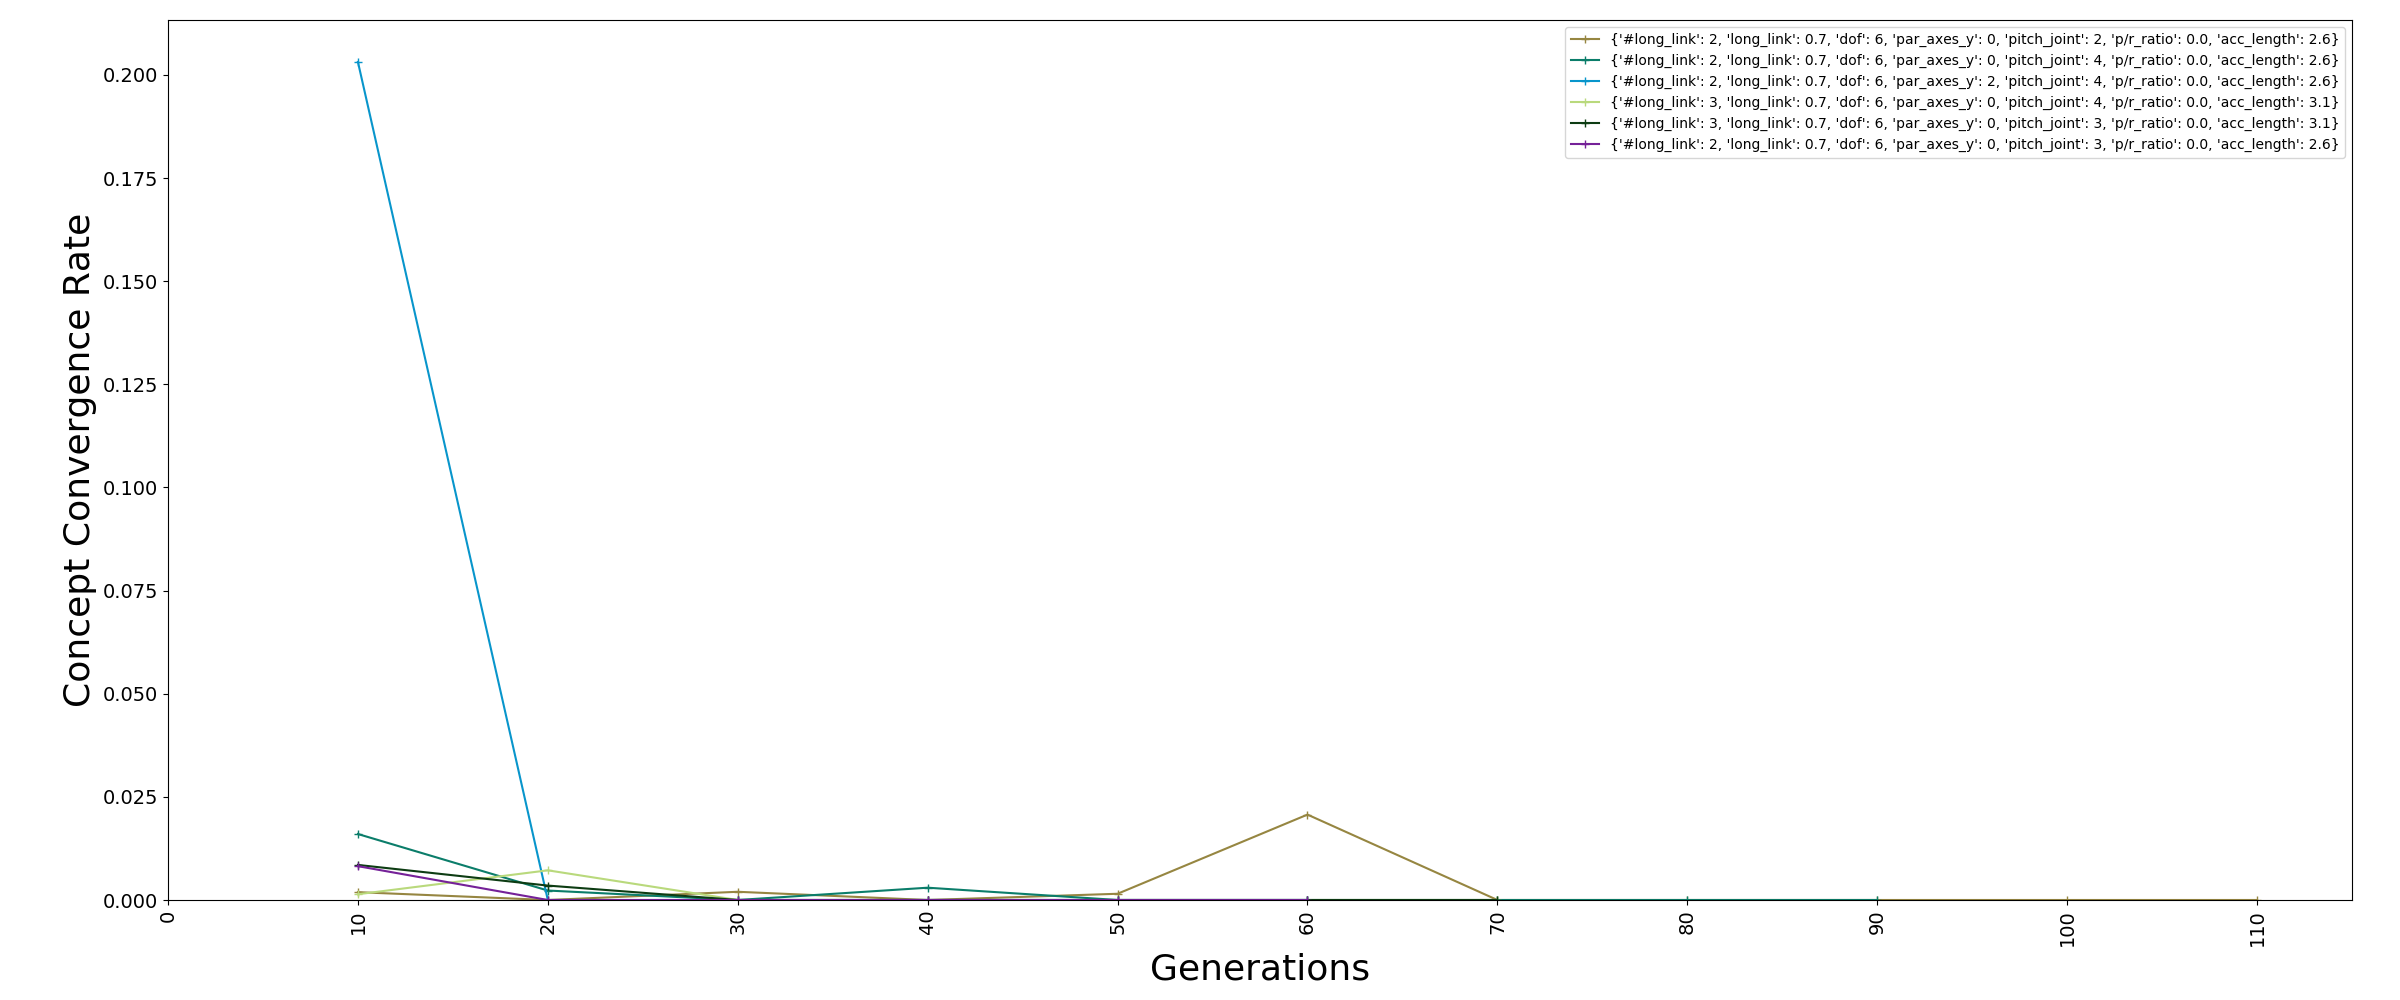 {'#long_link': 2, 'long_link': 0.7, 'dof': 6, 'par_axes_y': 0, 'pitch_joint': 2, 'p/r_ratio': 0.0, 'acc_length': 2.6}
{'#long_link': 2, 'long_link': 0.7, 'dof': 6, 'par_axes_y': 0, 'pitch_joint': 4, 'p/r_ratio': 0.0, 'acc_length': 2.6}
{'#long_link': 2, 'long_link': 0.7, 'dof': 6, 'par_axes_y': 2, 'pitch_joint': 4, 'p/r_ratio': 0.0, 'acc_length': 2.6}
{'#long_link': 3, 'long_link': 0.7, 'dof': 6, 'par_axes_y': 0, 'pitch_joint': 4, 'p/r_ratio': 0.0, 'acc_length': 3.1}
{'#long_link': 3, 'long_link': 0.7, 'dof': 6, 'par_axes_y': 0, 'pitch_joint': 3, 'p/r_ratio': 0.0, 'acc_length': 3.1}
{'#long_link': 2, 'long_link': 0.7, 'dof': 6, 'par_axes_y': 0, 'pitch_joint': 3, 'p/r_ratio': 0.0, 'acc_length': 2.6}
Concept Convergence Rate
0.200
0.175
0.150
0.125
0.100
0.075
0.050
0.025
0.000
0
10
20
30
40
50
60
70
80
90
100
110
Generations